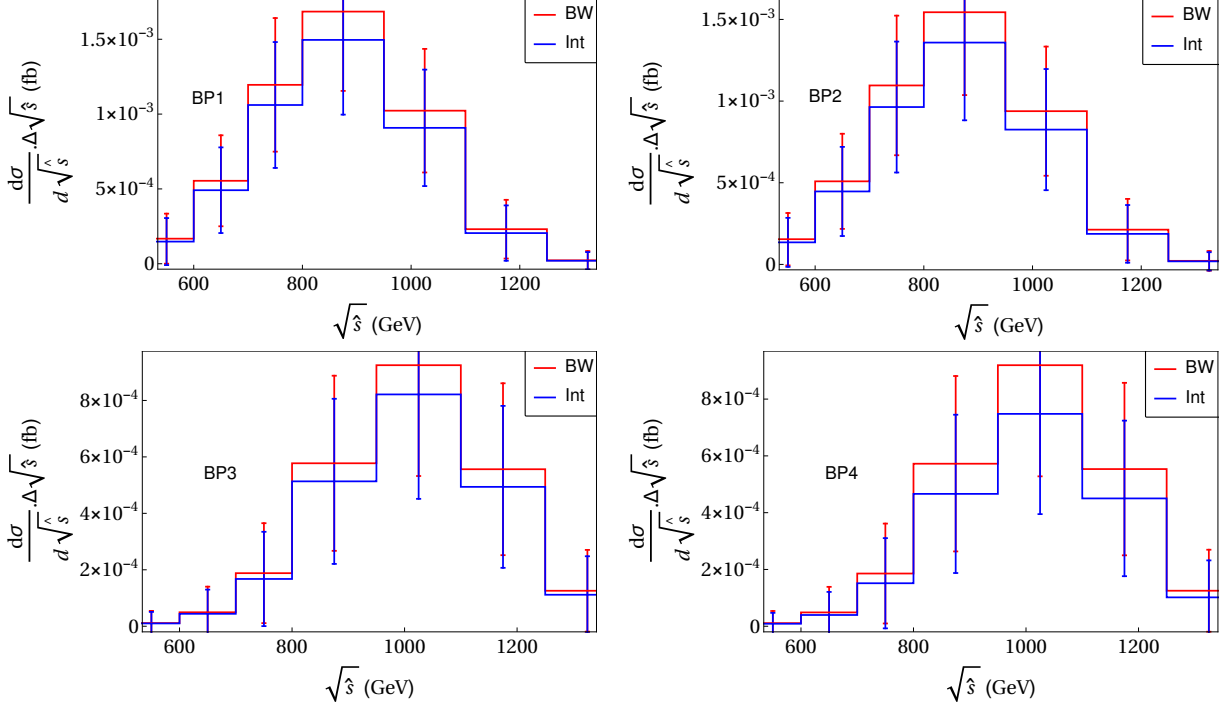 1.5×10⁻³
1.×10⁻³
5×10⁻⁴
0
dσ/d√ŝ .Δ√ŝ (fb)
BP1
BW
Int
600 800 1000 1200
√ŝ (GeV)
1.5×10⁻³
1×10⁻³
5×10⁻⁴
0
dσ/d√ŝ .Δ√ŝ (fb)
BP2
BW
Int
600 800 1000 1200
√ŝ (GeV)
8×10⁻⁴
6×10⁻⁴
4×10⁻⁴
2×10⁻⁴
0
dσ/d√ŝ .Δ√ŝ (fb)
BP3
BW
Int
600 800 1000 1200
√ŝ (GeV)
8×10⁻⁴
6×10⁻⁴
4×10⁻⁴
2×10⁻⁴
0
dσ/d√ŝ .Δ√ŝ (fb)
BP4
BW
Int
600 800 1000 1200
√ŝ (GeV)